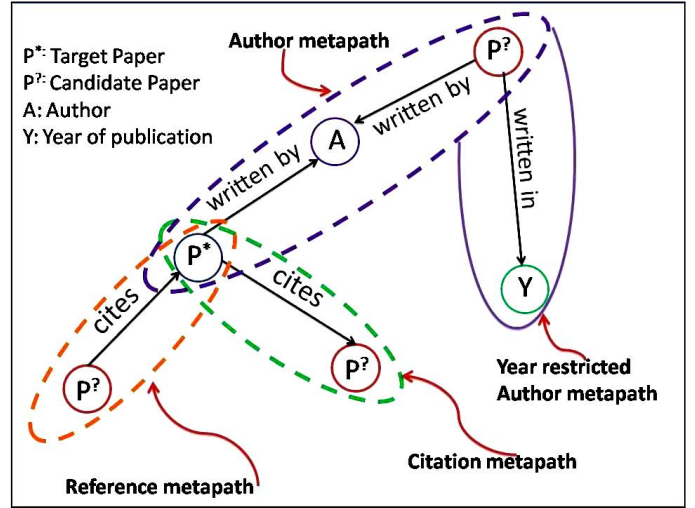 Author metapath
P*: Target Paper
P?: Candidate Paper
A: Author
Y: Year of publication
P?
written by
A
written in
written by
P*
cites
Y
cites
P?
P?
Year restricted
Author metapath
Citation metapath
Reference metapath